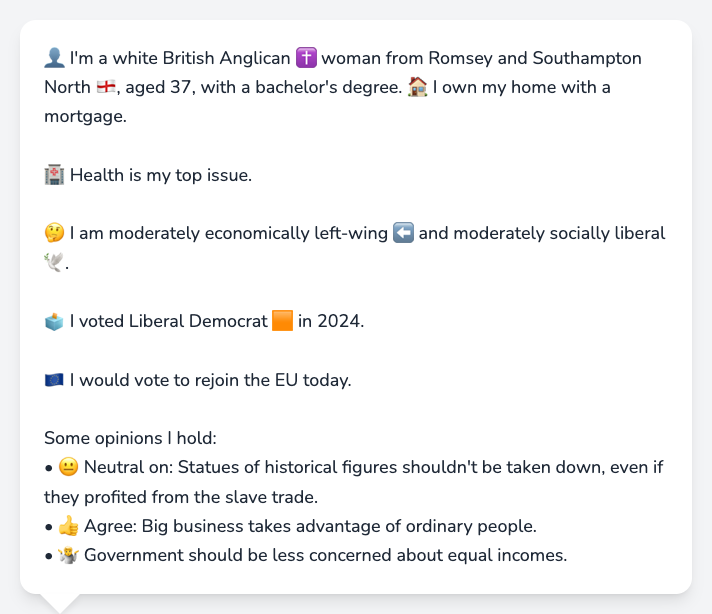 👤 I'm a white British Anglican ✝️ woman from Romsey and Southampton
North 🏴󠁧󠁢󠁥󠁮󠁧󠁿, aged 37, with a bachelor's degree. 🏠 I own my home with a
mortgage.
🏥 Health is my top issue.
🤔 I am moderately economically left-wing ⬅️ and moderately socially liberal
🕊️.
🗳️ I voted Liberal Democrat 🟧 in 2024.
🇪🇺 I would vote to rejoin the EU today.
Some opinions I hold:
• 😐 Neutral on: Statues of historical figures shouldn't be taken down, even if
they profited from the slave trade.
• 👍 Agree: Big business takes advantage of ordinary people.
• 🤷 Government should be less concerned about equal incomes.